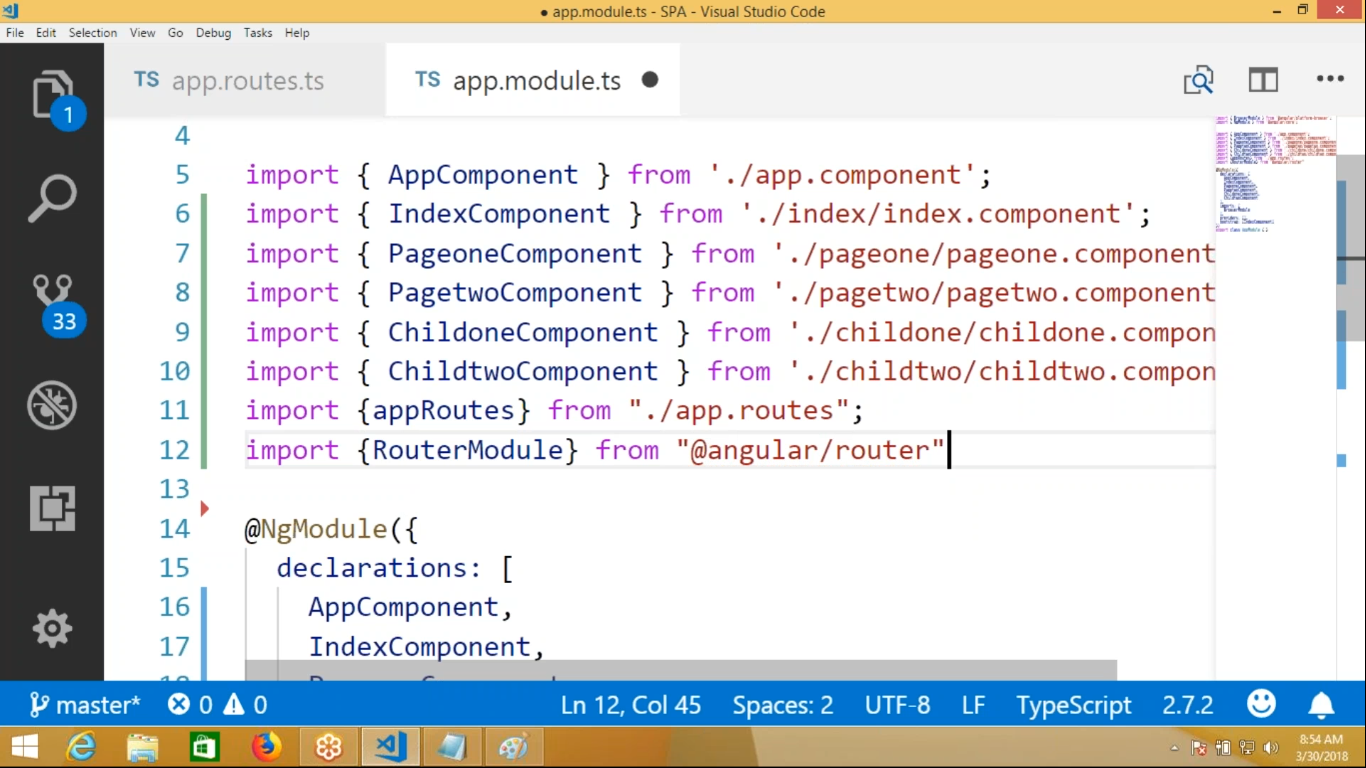 ● app.module.ts - SPA - Visual Studio Code
File Edit Selection View Go Debug Tasks Help
TS app.routes.ts TS app.module.ts ●
1
33
4
5 import { AppComponent } from './app.component';
6 import { IndexComponent } from './index/index.component';
7 import { PageoneComponent } from './pageone/pageone.component
8 import { PagetwoComponent } from './pagetwo/pagetwo.component
9 import { ChildoneComponent } from './childone/childone.compon
10 import { ChildtwoComponent } from './childtwo/childtwo.compon
11 import {appRoutes} from "./app.routes";
12 import {RouterModule} from "@angular/router"
13
14 @NgModule({
15 declarations: [
16 AppComponent,
17 IndexComponent,
master* 0 0 Ln 12, Col 45 Spaces: 2 UTF-8 LF TypeScript 2.7.2
8:54 AM
3/30/2018